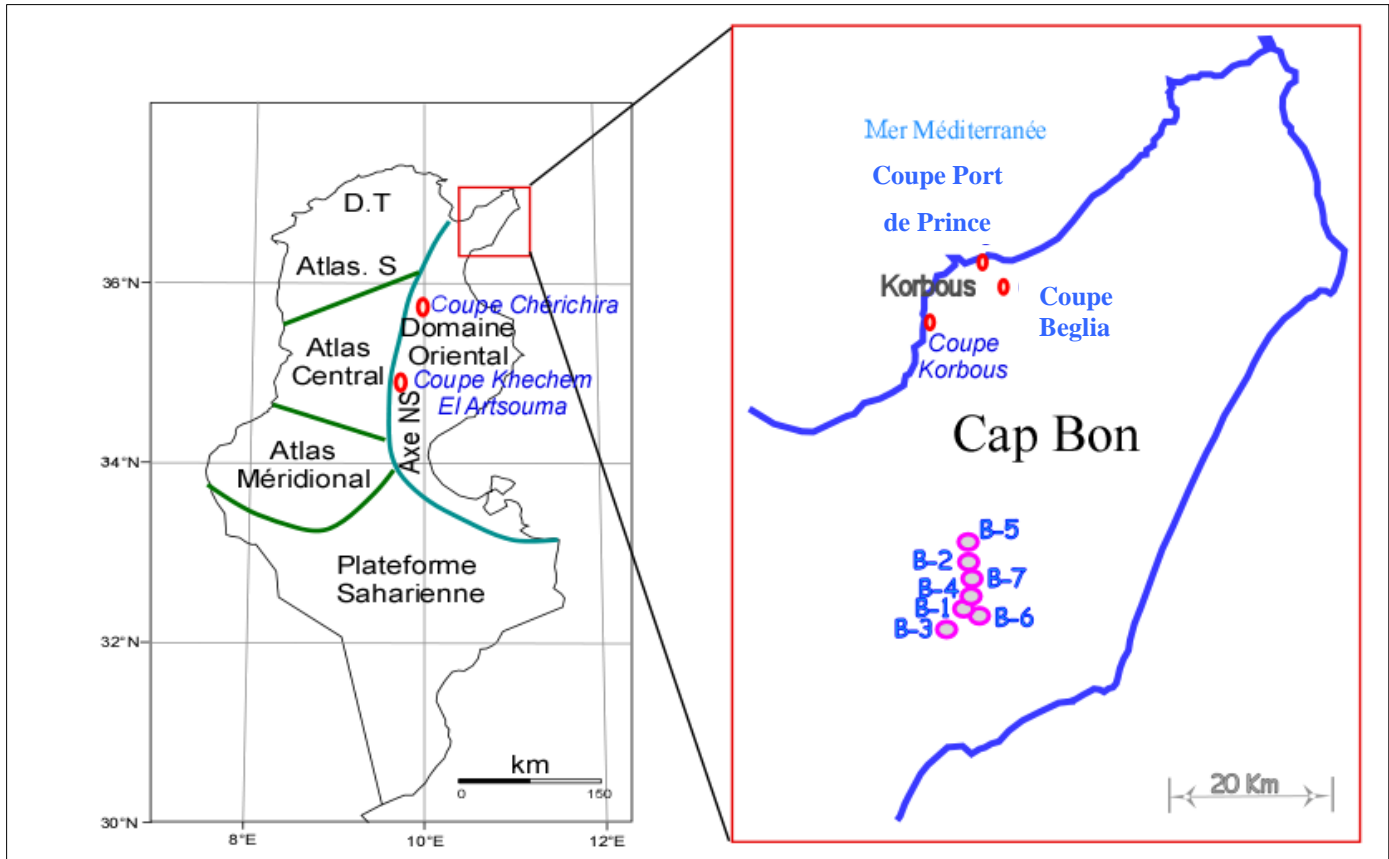 D.T
Atlas. S
36°N
Coupe Chérichira
Domaine
Oriental
Atlas
Central
Coupe Khechem
El Artsouma
Axe NS
34°N
Atlas
Méridional
Plateforme
Saharienne
32°N
km
0 150
30°N
8°E 10°E 12°E
Mer Méditerranée
Coupe Port
de Prince
Korbous
Coupe
Beglia
Coupe
Korbous
Cap Bon
B-5
B-2
B-7
B-4
B-1
B-6
B-3
20 Km